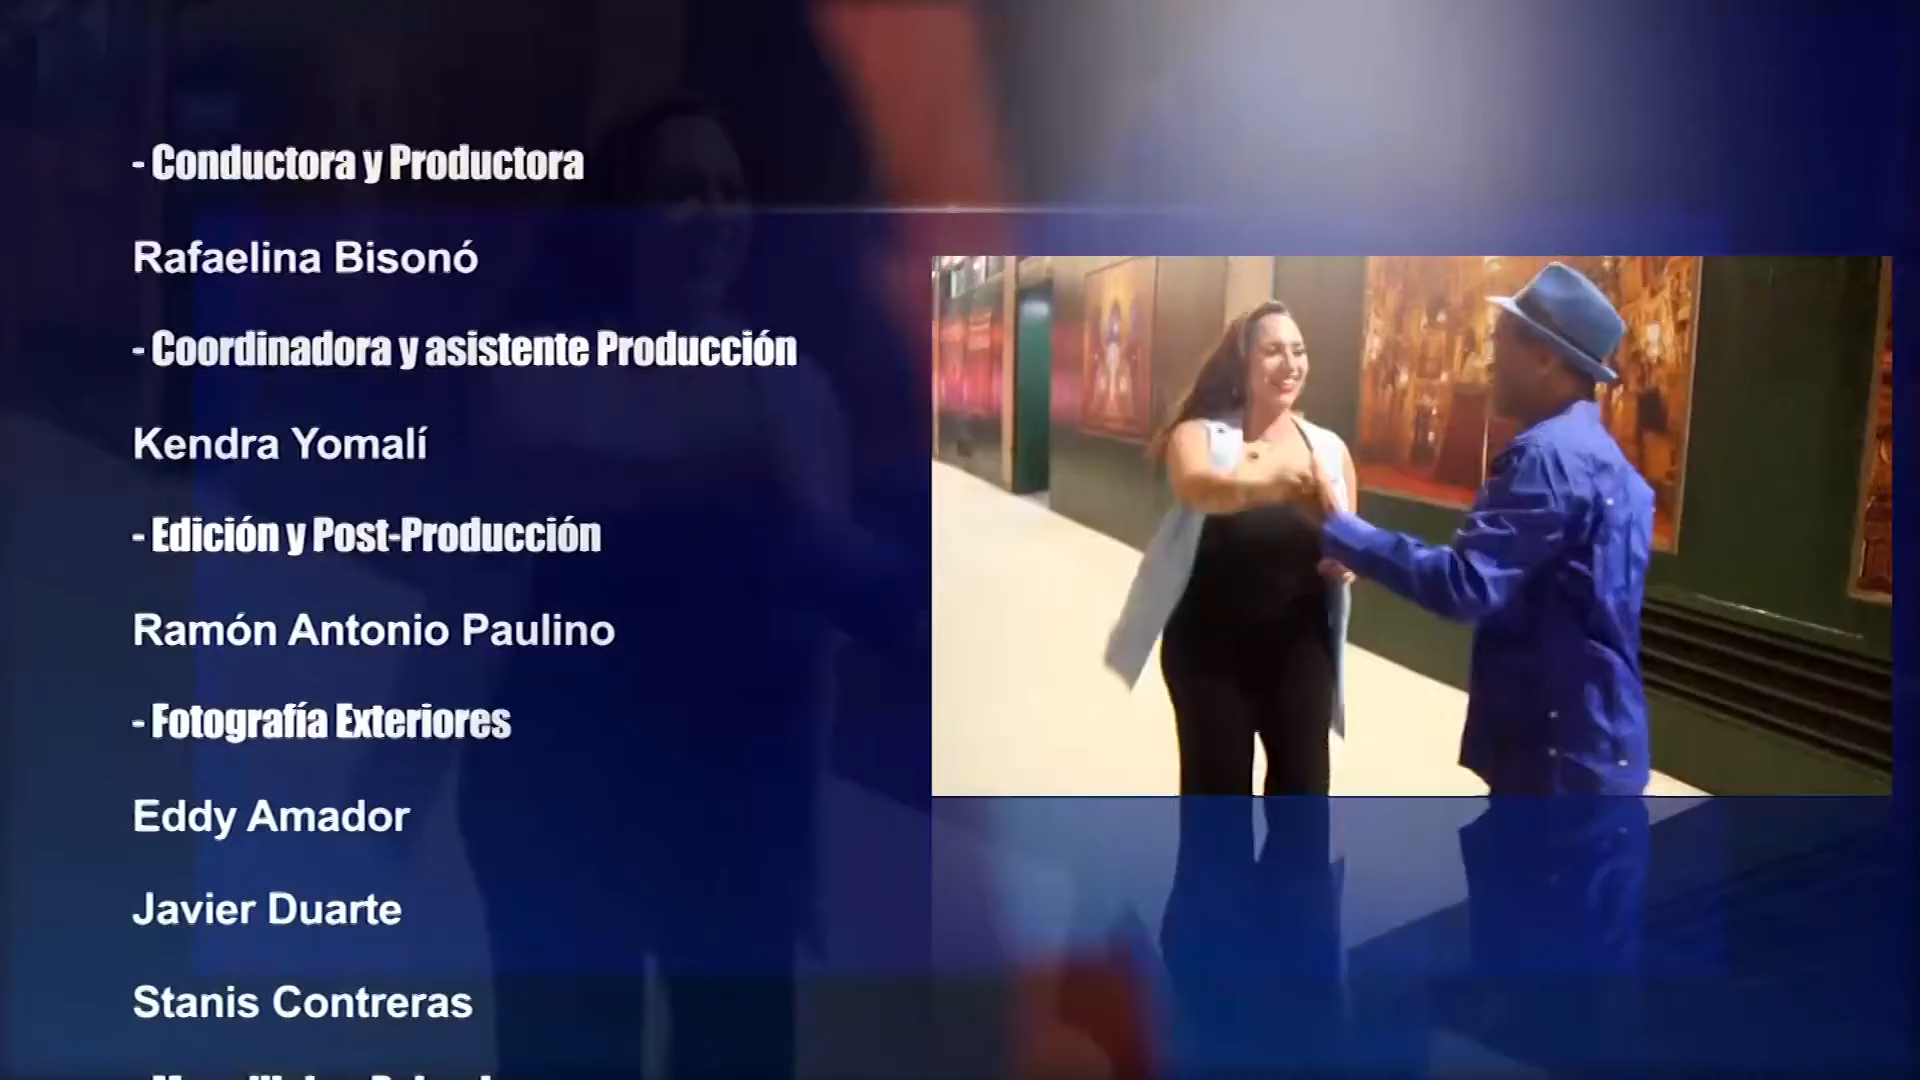 - Conductora y Productora
Rafaelina Bisonó
- Coordinadora y asistente Producción
Kendra Yomalí
- Edición y Post-Producción
Ramón Antonio Paulino
- Fotografía Exteriores
Eddy Amador
Javier Duarte
Stanis Contreras